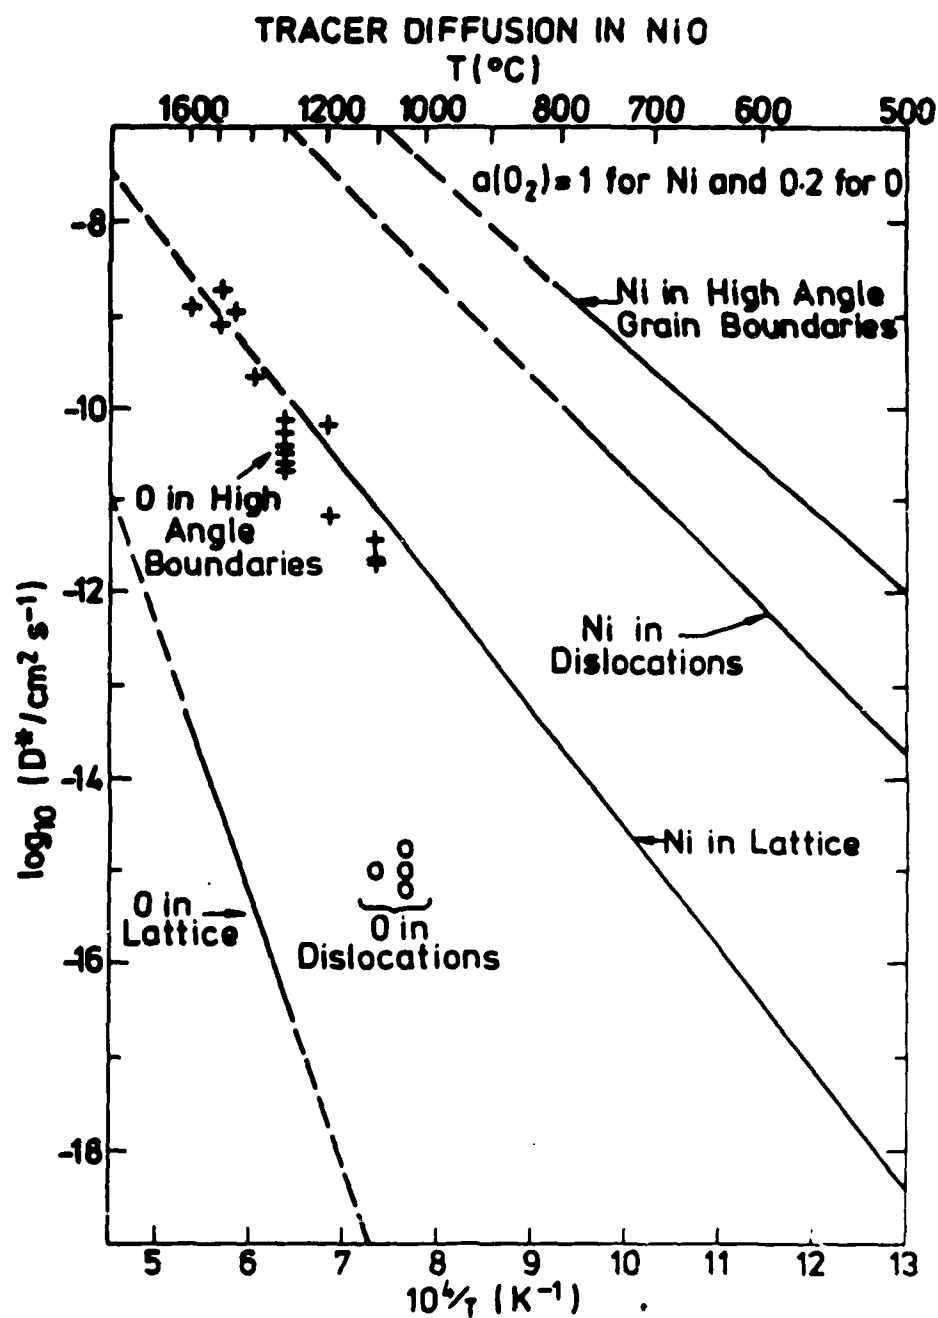 TRACER DIFFUSION IN NiO
T(°C)
1600 1200 1000 800 700 600 500
a(O₂)=1 for Ni and 0·2 for O
-8
Ni in High Angle
Grain Boundaries
-10
O in High
Angle
Boundaries
-12
Ni in
Dislocations
log₁₀ (D*/cm² s⁻¹)
-14
Ni in Lattice
O in
Lattice
O in
Dislocations
-16
-18
5 6 7 8 9 10 11 12 13
10⁴/T (K⁻¹)